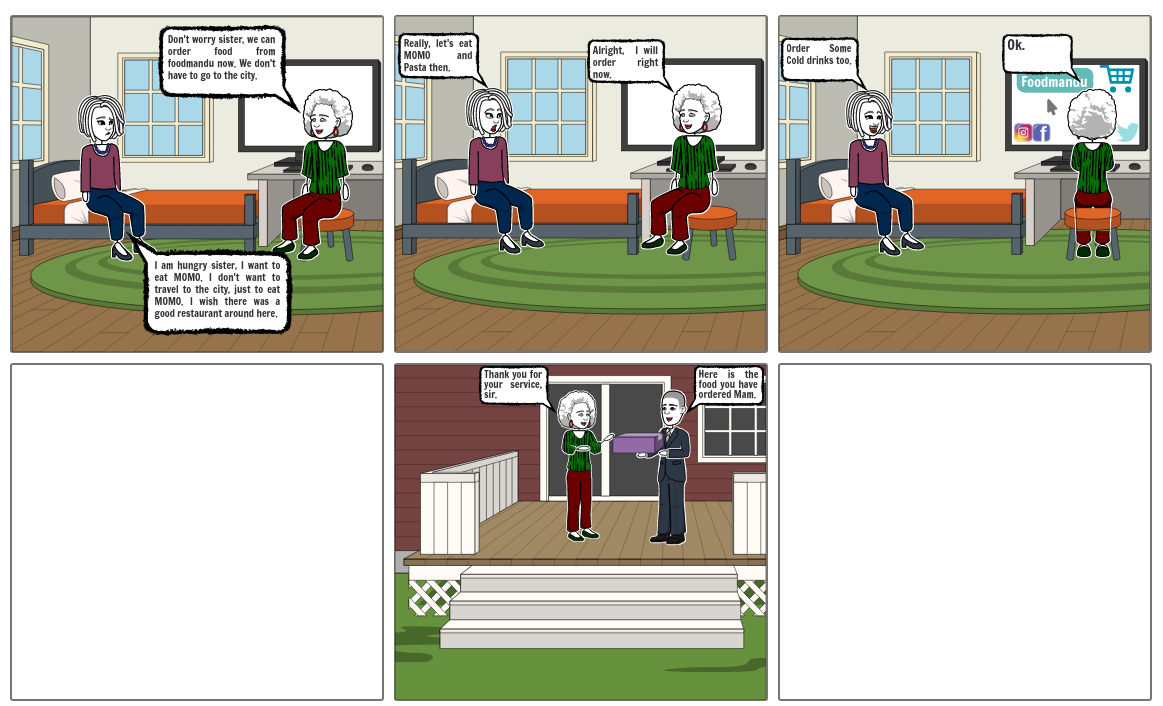 Don't worry sister, we can
order food from
foodmandu now. We don't
have to go to the city.
I am hungry sister, I want to
eat MOMO. I don't want to
travel to the city, just to eat
MOMO. I wish there was a
good restaurant around here.
Really, let's eat
MOMO and
Pasta then.
Alright, I will
order right
now.
Order Some
Cold drinks too.
Ok.
Foodmandu
Thank you for
your service,
sir.
Here is the
food you have
ordered Mam.